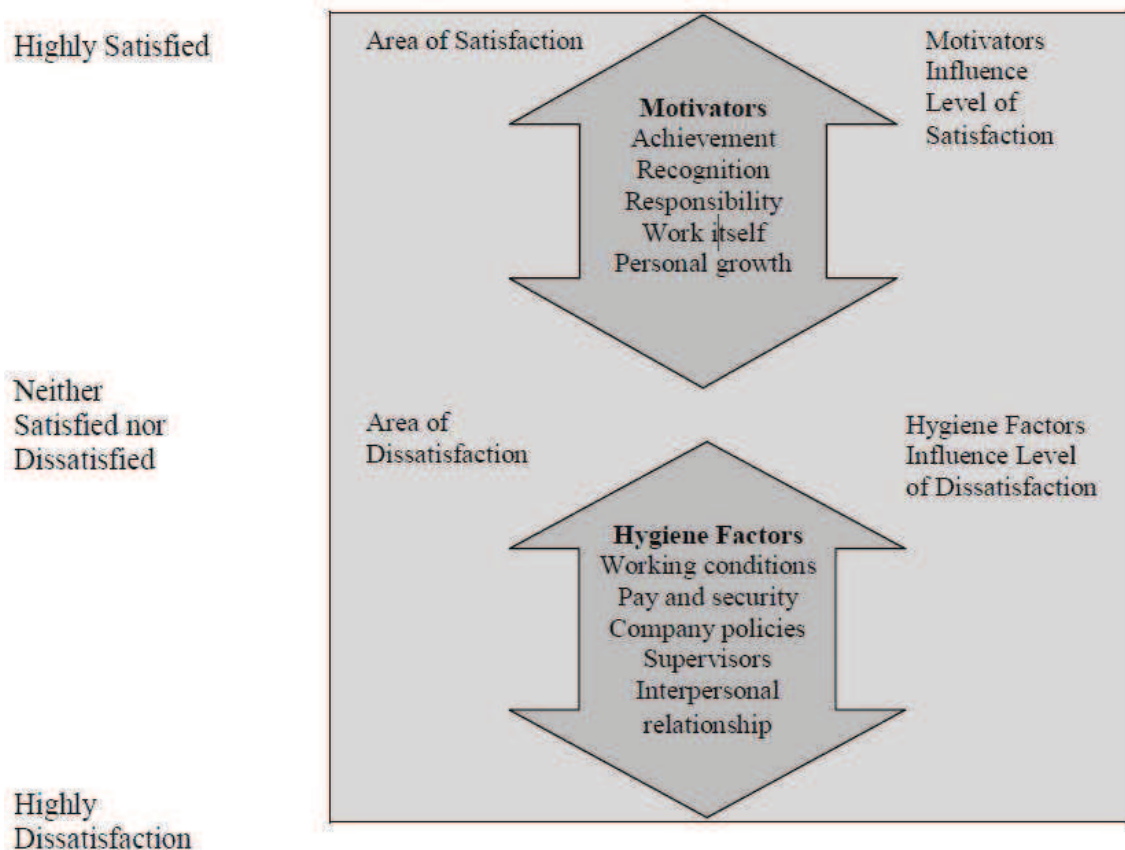 Highly Satisfied
Area of Satisfaction
Motivators
Influence
Level of
Satisfaction
Motivators
Achievement
Recognition
Responsibility
Work itself
Personal growth
Neither
Satisfied nor
Dissatisfied
Area of
Dissatisfaction
Hygiene Factors
Influence Level
of Dissatisfaction
Hygiene Factors
Working conditions
Pay and security
Company policies
Supervisors
Interpersonal
relationship
Highly
Dissatisfaction